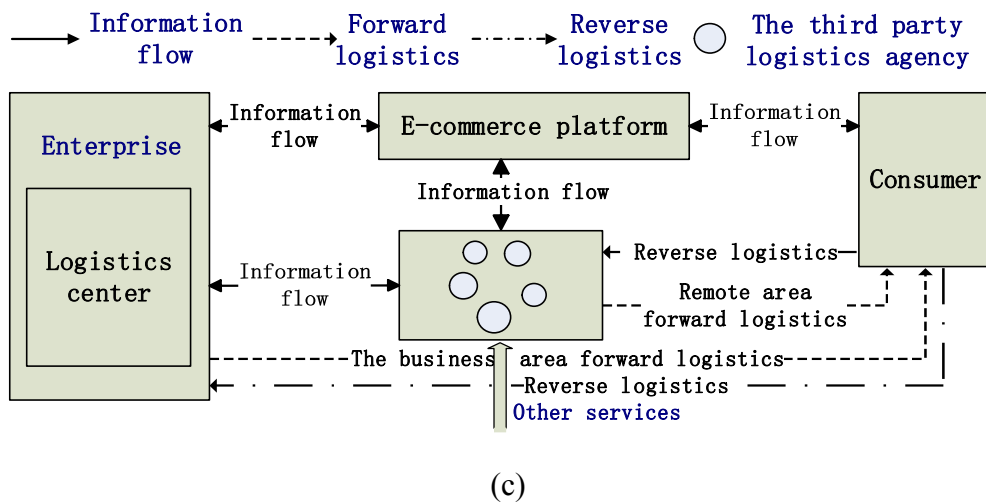 Information
flow
Forward
logistics
Reverse
logistics
The third party
logistics agency
Enterprise
Logistics
center
Information
flow
E-commerce platform
Information
flow
Consumer
Information flow
Information
flow
Reverse logistics
Remote area
forward logistics
The business area forward logistics
Reverse logistics
Other services
(c)